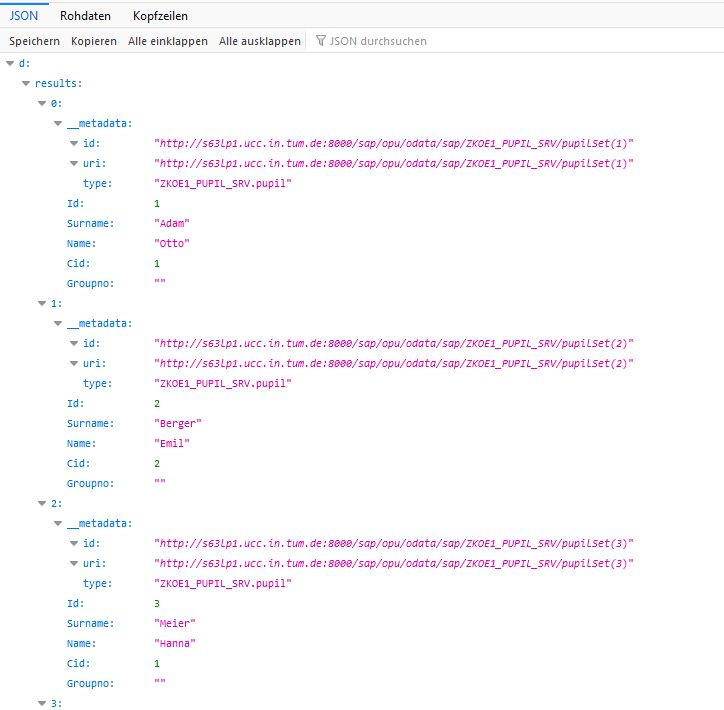 JSON Rohdaten Kopfzeilen
Speichern Kopieren Alle einklappen Alle ausklappen JSON durchsuchen
d:
results:
0:
__metadata:
id: "http://s63lp1.ucc.in.tum.de:8000/sap/opu/odata/sap/ZKOE1_PUPIL_SRV/pupilSet(1)"
uri: "http://s63lp1.ucc.in.tum.de:8000/sap/opu/odata/sap/ZKOE1_PUPIL_SRV/pupilSet(1)"
type: "ZKOE1_PUPIL_SRV.pupil"
Id: 1
Surname: "Adam"
Name: "Otto"
Cid: 1
Groupno: ""
1:
__metadata:
id: "http://s63lp1.ucc.in.tum.de:8000/sap/opu/odata/sap/ZKOE1_PUPIL_SRV/pupilSet(2)"
uri: "http://s63lp1.ucc.in.tum.de:8000/sap/opu/odata/sap/ZKOE1_PUPIL_SRV/pupilSet(2)"
type: "ZKOE1_PUPIL_SRV.pupil"
Id: 2
Surname: "Berger"
Name: "Emil"
Cid: 2
Groupno: ""
2:
__metadata:
id: "http://s63lp1.ucc.in.tum.de:8000/sap/opu/odata/sap/ZKOE1_PUPIL_SRV/pupilSet(3)"
uri: "http://s63lp1.ucc.in.tum.de:8000/sap/opu/odata/sap/ZKOE1_PUPIL_SRV/pupilSet(3)"
type: "ZKOE1_PUPIL_SRV.pupil"
Id: 3
Surname: "Meier"
Name: "Hanna"
Cid: 1
Groupno: ""
3: